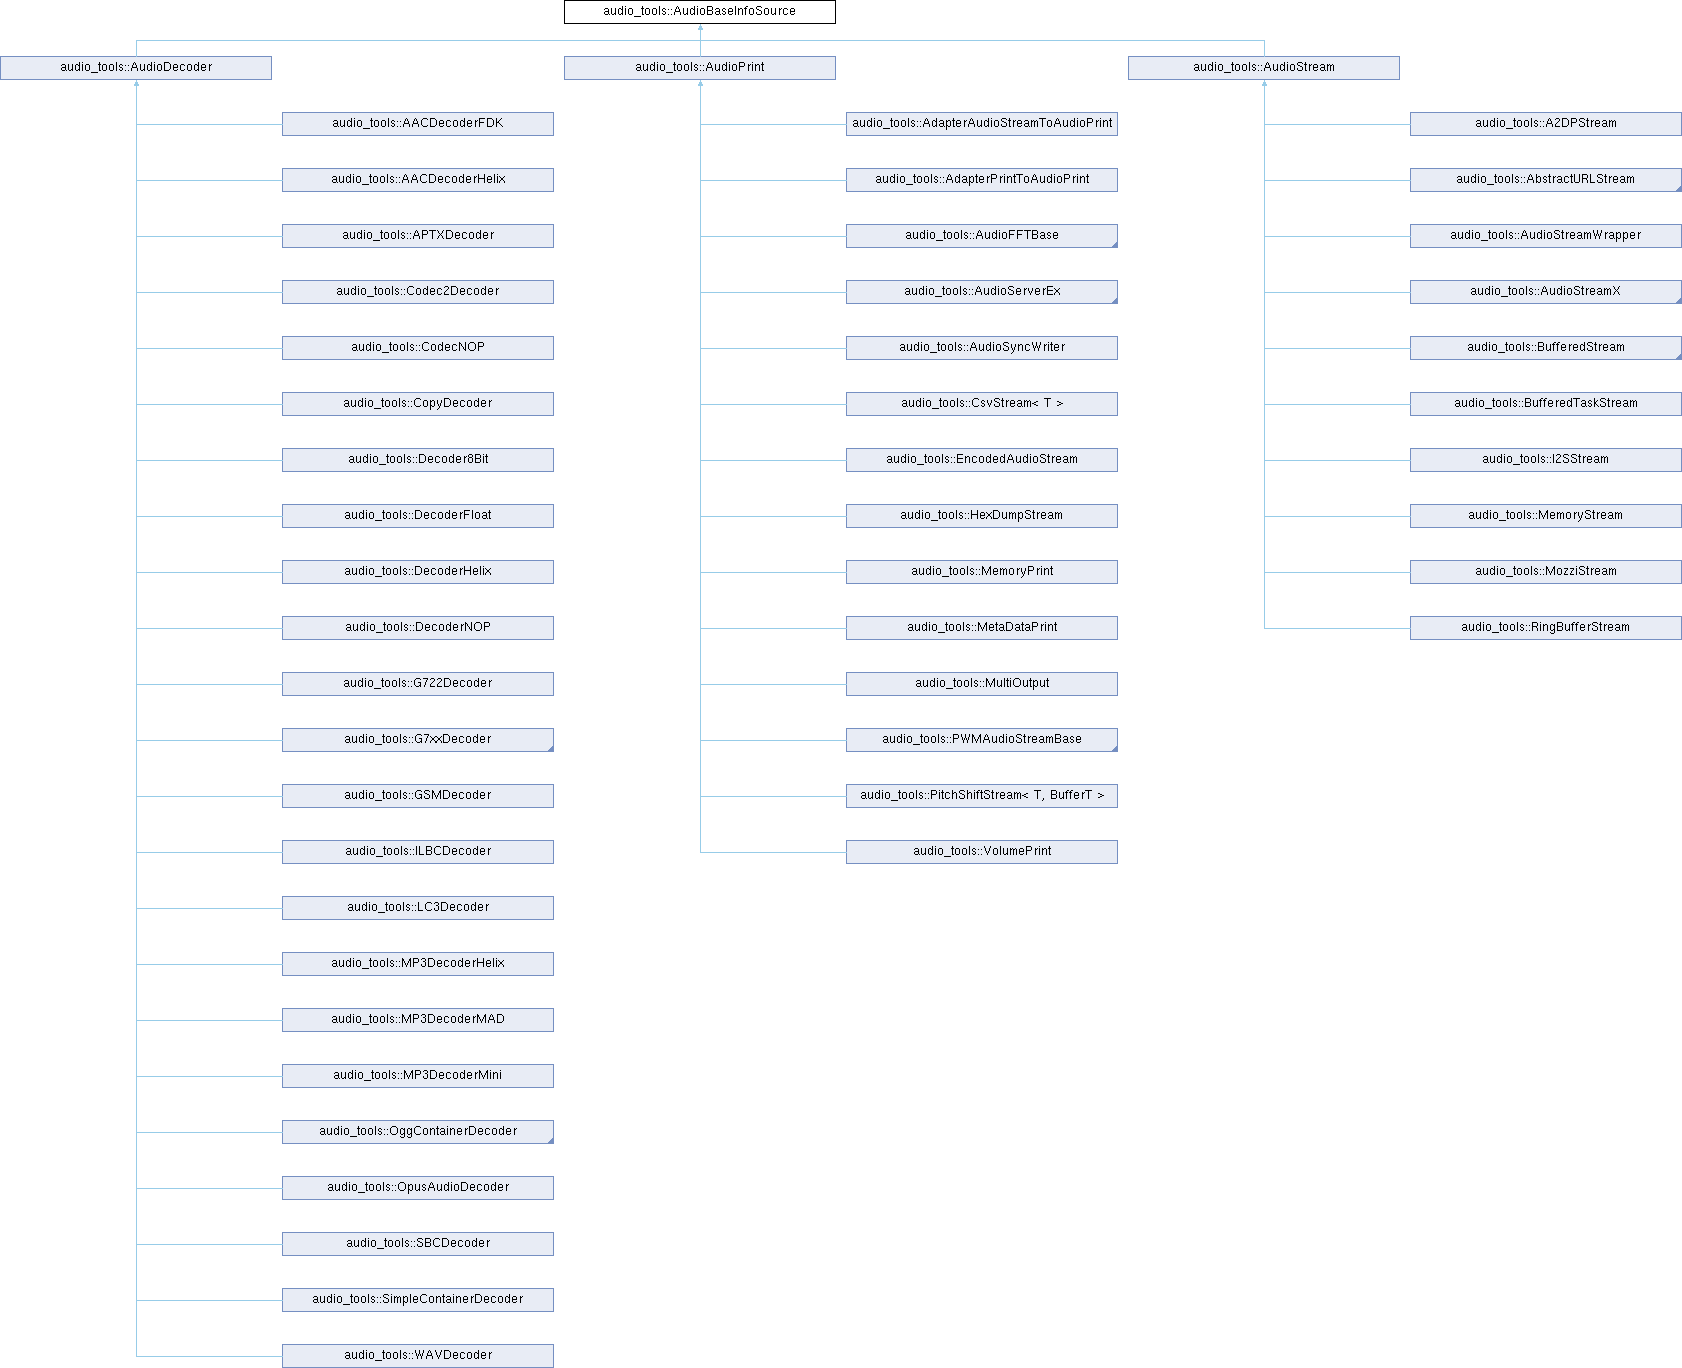 audio_tools::AudioBaseInfoSource
audio_tools::AudioDecoder
audio_tools::AudioPrint
audio_tools::AudioStream
audio_tools::AACDecoderFDK
audio_tools::AdapterAudioStreamToAudioPrint
audio_tools::A2DPStream
audio_tools::AACDecoderHelix
audio_tools::AdapterPrintToAudioPrint
audio_tools::AbstractURLStream
audio_tools::APTXDecoder
audio_tools::AudioFFTBase
audio_tools::AudioStreamWrapper
audio_tools::Codec2Decoder
audio_tools::AudioServerEx
audio_tools::AudioStreamX
audio_tools::CodecNOP
audio_tools::AudioSyncWriter
audio_tools::BufferedStream
audio_tools::CopyDecoder
audio_tools::CsvStream< T >
audio_tools::BufferedTaskStream
audio_tools::Decoder8Bit
audio_tools::EncodedAudioStream
audio_tools::I2SStream
audio_tools::DecoderFloat
audio_tools::HexDumpStream
audio_tools::MemoryStream
audio_tools::DecoderHelix
audio_tools::MemoryPrint
audio_tools::MozziStream
audio_tools::DecoderNOP
audio_tools::MetaDataPrint
audio_tools::RingBufferStream
audio_tools::G722Decoder
audio_tools::MultiOutput
audio_tools::G7xxDecoder
audio_tools::PWMAudioStreamBase
audio_tools::GSMDecoder
audio_tools::PitchShiftStream< T, BufferT >
audio_tools::ILBCDecoder
audio_tools::VolumePrint
audio_tools::LC3Decoder
audio_tools::MP3DecoderHelix
audio_tools::MP3DecoderMAD
audio_tools::MP3DecoderMini
audio_tools::OggContainerDecoder
audio_tools::OpusAudioDecoder
audio_tools::SBCDecoder
audio_tools::SimpleContainerDecoder
audio_tools::WAVDecoder